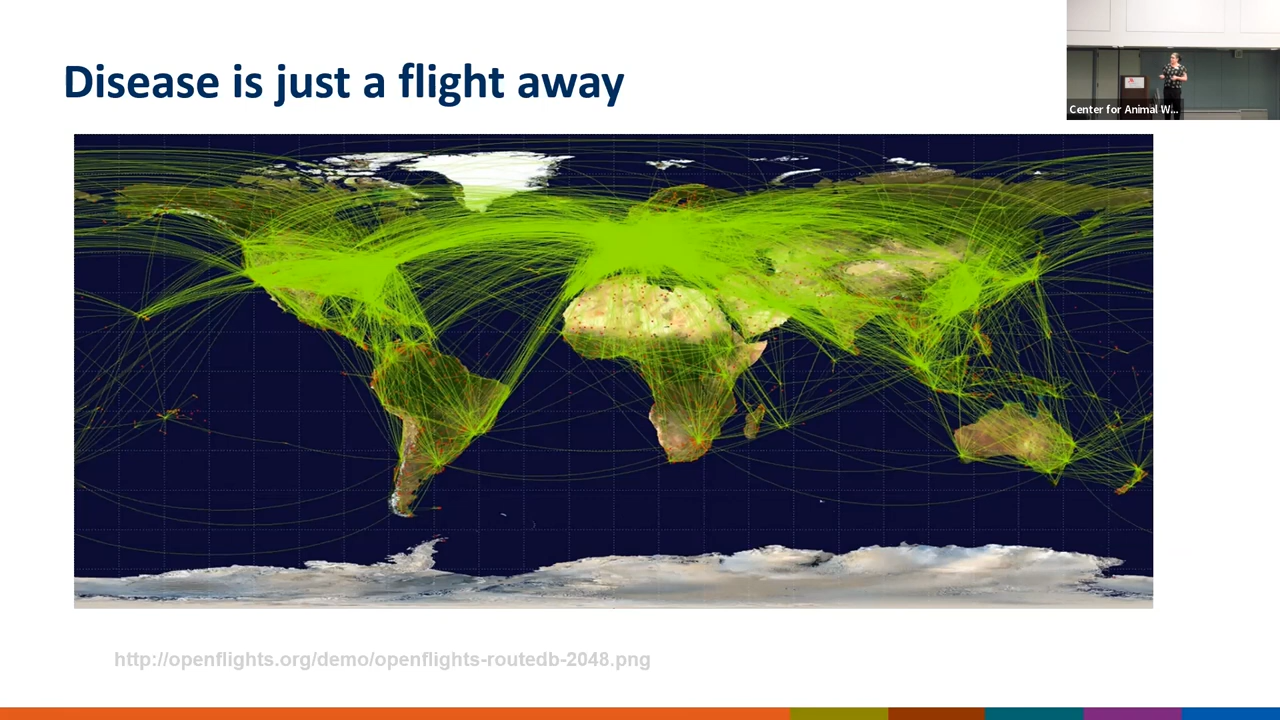 Disease is just a flight away
Center for Animal W...
http://openflights.org/demo/openflights-routedb-2048.png